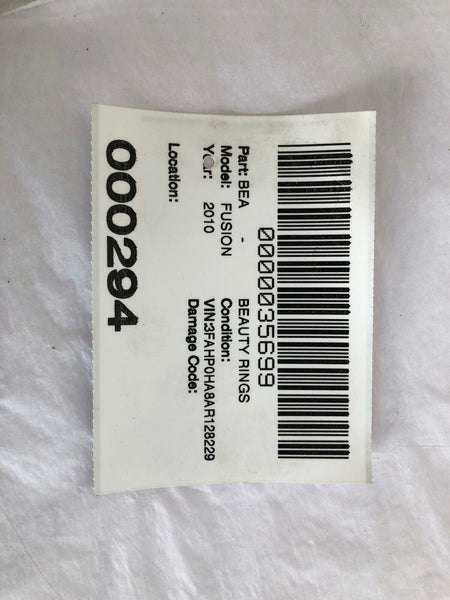 0000035699
Part: BEA - BEAUTY RINGS
Model: FUSION Condition:
Year: 2010 VIN:3FAHP0HA8AR128229
Damage Code:
Location:
000294